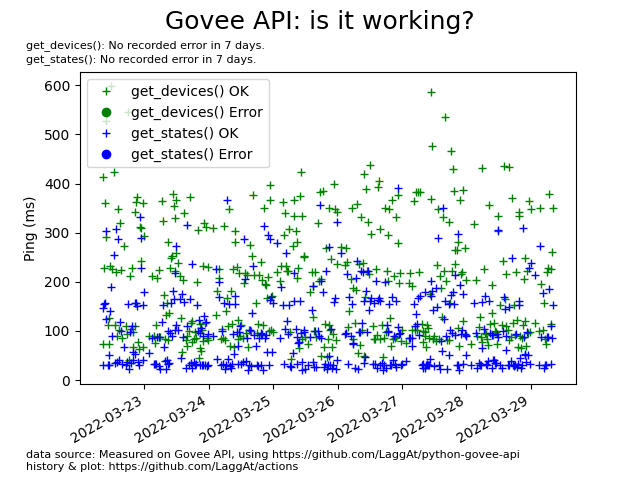 Govee API: is it working?
get_devices(): No recorded error in 7 days.
get_states(): No recorded error in 7 days.
get_devices() OK
get_devices() Error
get_states() OK
get_states() Error
600
500
400
300
200
100
0
Ping (ms)
2022-03-23
2022-03-24
2022-03-25
2022-03-26
2022-03-27
2022-03-28
2022-03-29
data source: Measured on Govee API, using https://github.com/LaggAt/python-govee-api
history & plot: https://github.com/LaggAt/actions